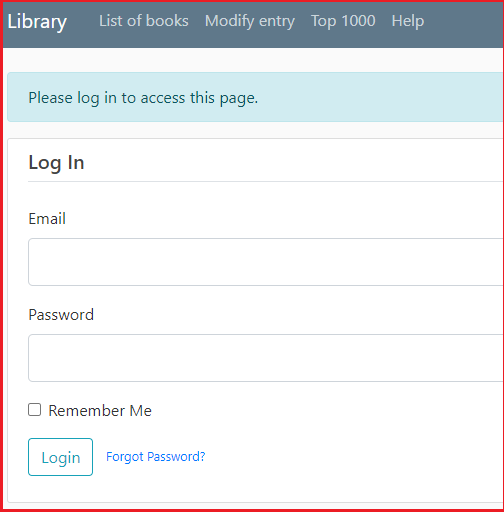 Library List of books Modify entry Top 1000 Help
Please log in to access this page.
Log In
Email
Password
Remember Me
Login Forgot Password?